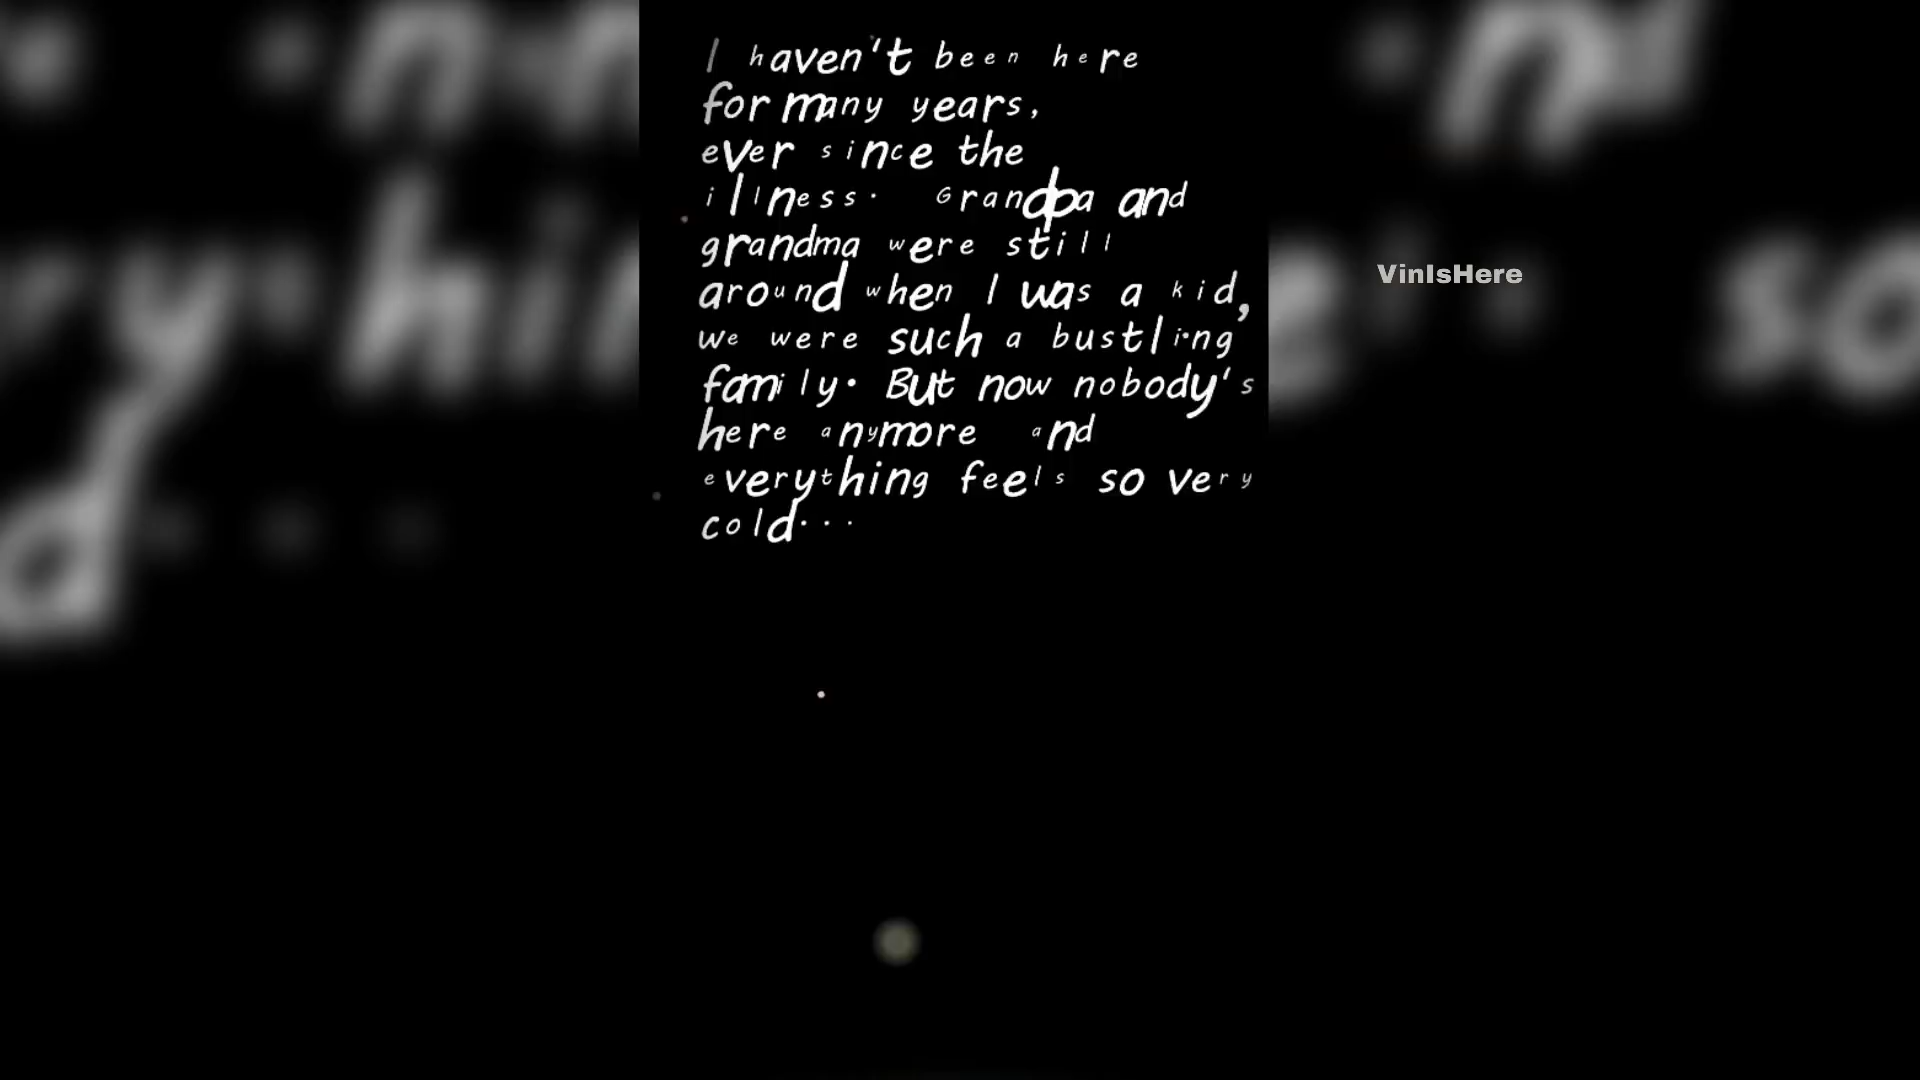 I haven't been here
for many years,
ever since the
illness. Grandpa and
grandma were still
around when I was a kid,
we were such a bustling
family. But now nobody's
here anymore and
everything feels so very
cold...
VinIsHere